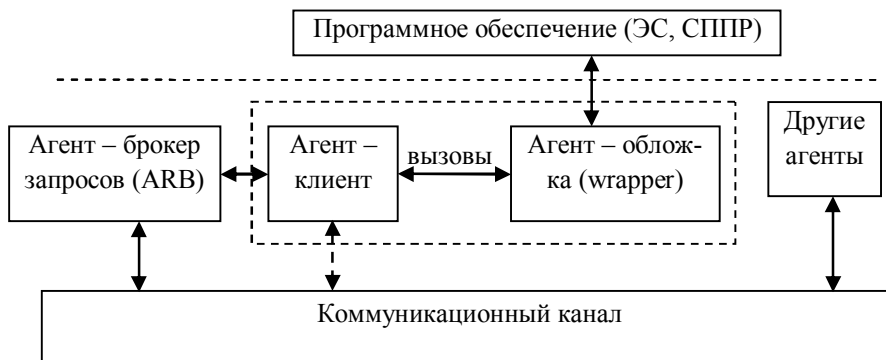 Программное обеспечение (ЭС, СППР)
Агент – брокер
запросов (ARB)
Агент –
клиент
вызовы
Агент – облож-
ка (wrapper)
Другие
агенты
Коммуникационный канал